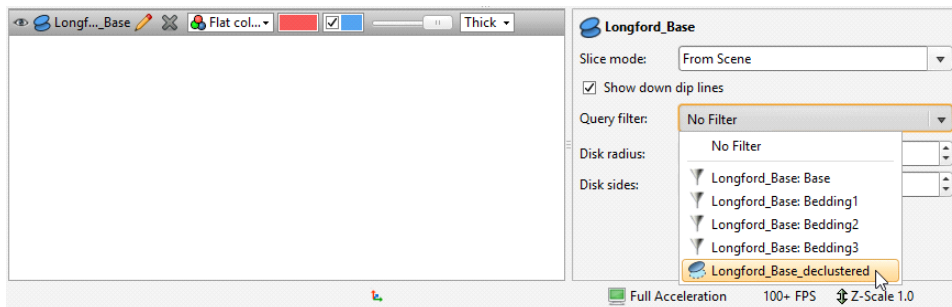 Longf..._Base Flat col... Thick
Longford_Base
Slice mode: From Scene
Show down dip lines
Query filter: No Filter
No Filter
Disk radius:
Longford_Base: Base
Disk sides:
Longford_Base: Bedding1
Longford_Base: Bedding2
Longford_Base: Bedding3
Longford_Base_declustered
Full Acceleration 100+ FPS Z-Scale 1.0